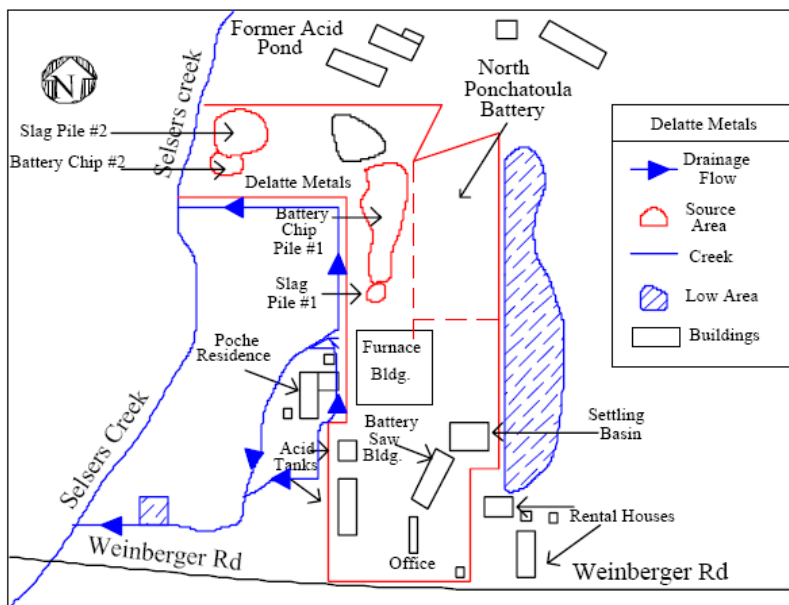 Former Acid
Pond
North
Ponchatoula
Battery
N
Selsers creek
Slag Pile #2
Battery Chip #2
Delatte Metals
Battery
Chip
Pile #1
Slag
Pile #1
Poche
Residence
Furnace
Bldg.
Battery
Saw
Bldg.
Settling
Basin
Acid
Tanks
Selsers Creek
Rental Houses
Office
Weinberger Rd
Weinberger Rd
Delatte Metals
Drainage
Flow
Source
Area
Creek
Low Area
Buildings